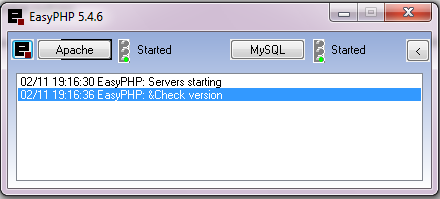 EasyPHP 5.4.6
Apache Started MySQL Started <
02/11 19:16:30 EasyPHP: Servers starting
02/11 19:16:36 EasyPHP: &Check version